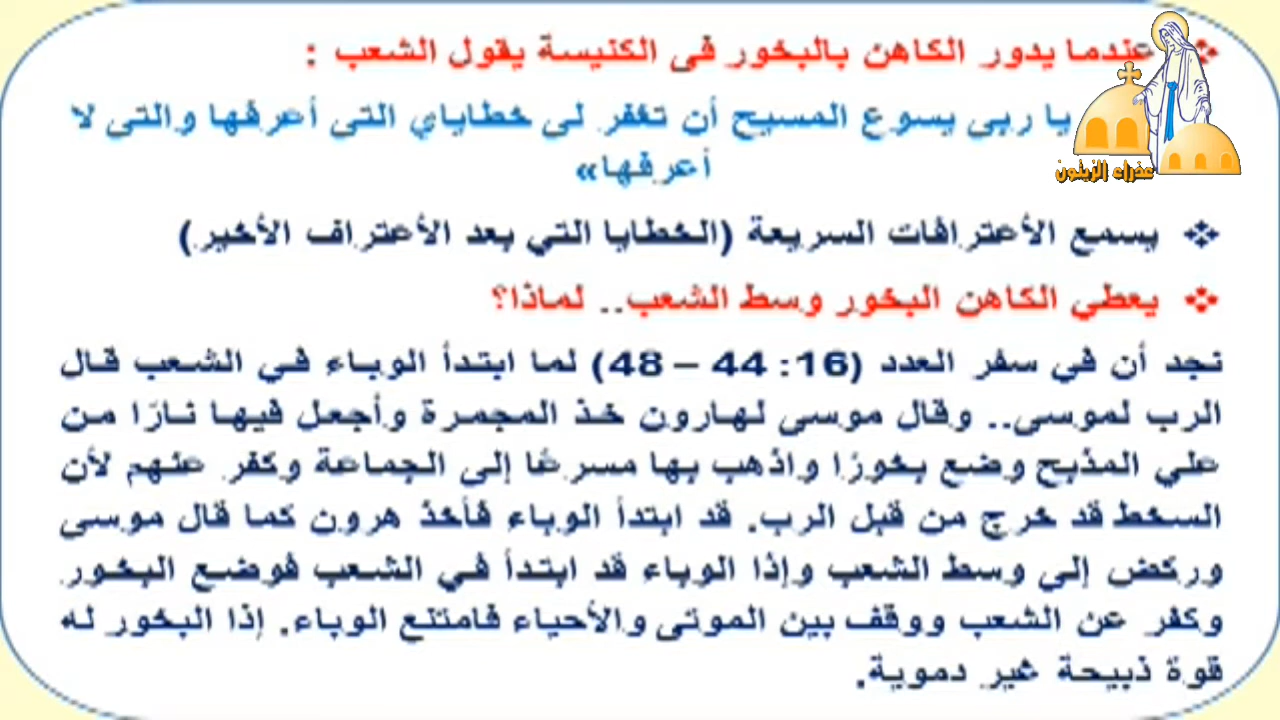 عندما يدور الكاهن بالبخور فى الكنيسة يقول الشعب :
يا ربى يسوع المسيح أن تغفر لى خطاياي التى أعرفها والتى لا
أعرفها»
عذراء الزيتون
يسمع الأعترافات السريعة (الخطايا التي بعد الأعتراف الأخير)
يعطي الكاهن البخور وسط الشعب.. لماذا؟
نجد أن في سفر العدد (16: 44 – 48) لما ابتدأ الوباء في الشعب قال
الرب لموسى.. وقال موسى لهارون خذ المجمرة وأجعل فيها نارًا من
علي المذبح وضع بخورًا واذهب بها مسرعًا إلى الجماعة وكفر عنهم لأن
السخط قد خرج من قبل الرب. قد ابتدأ الوباء فأخذ هرون كما قال موسى
وركض إلى وسط الشعب وإذا الوباء قد ابتدأ في الشعب فوضع البخور
وكفر عن الشعب ووقف بين الموتى والأحياء فامتنع الوباء. إذا البخور له
قوة ذبيحة غير دموية.